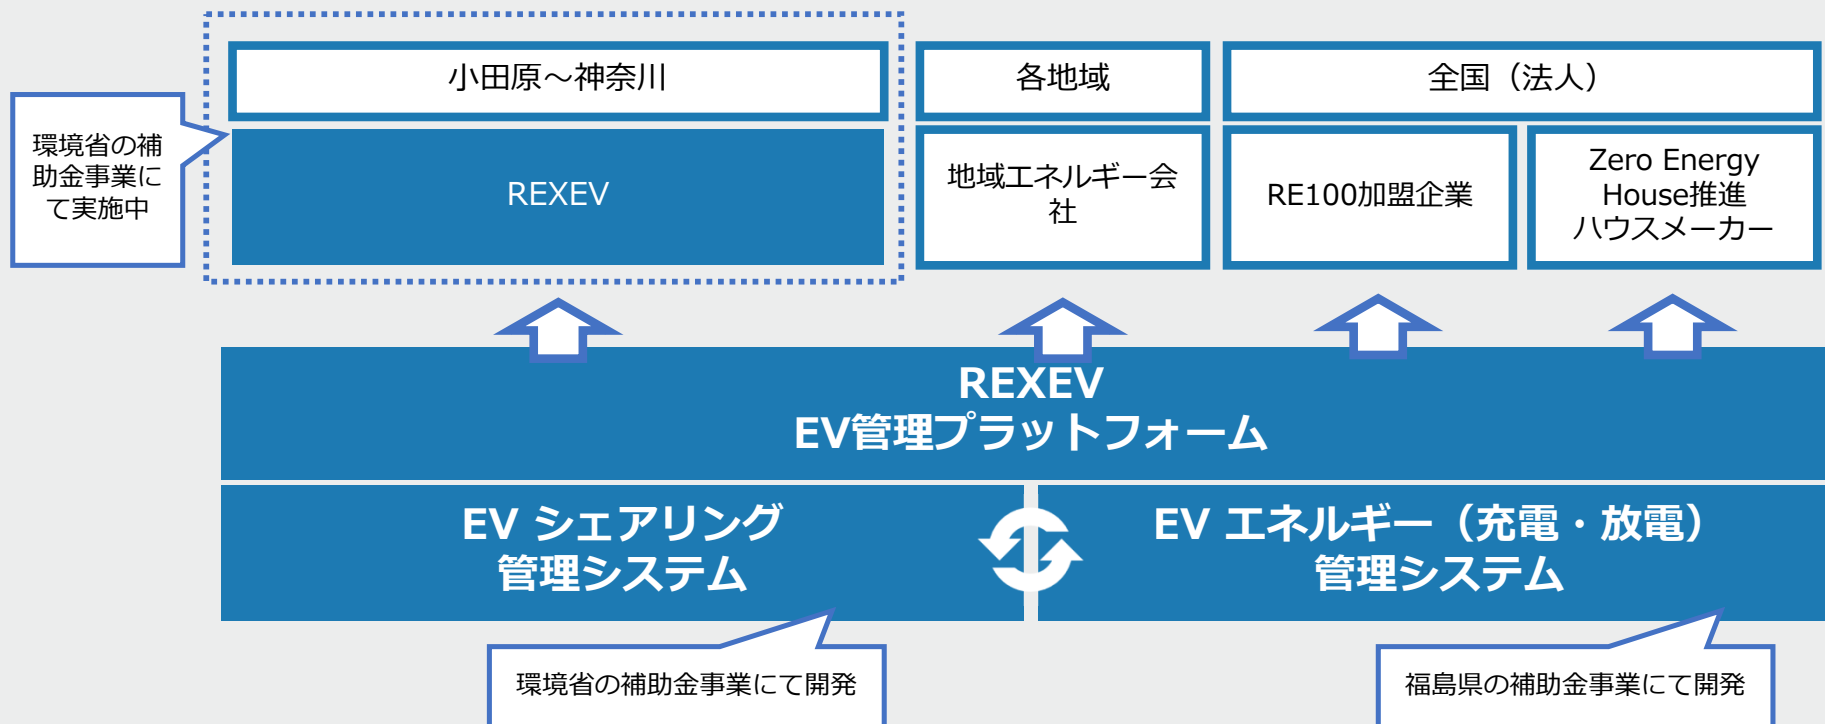 小田原～神奈川
各地域
全国（法人）
環境省の補
助金事業に
て実施中
REXEV
地域エネルギー会
社
RE100加盟企業
Zero Energy
House推進
ハウスメーカー
REXEV
EV管理プラットフォーム
EV シェアリング
管理システム
EV エネルギー（充電・放電）
管理システム
環境省の補助金事業にて開発
福島県の補助金事業にて開発